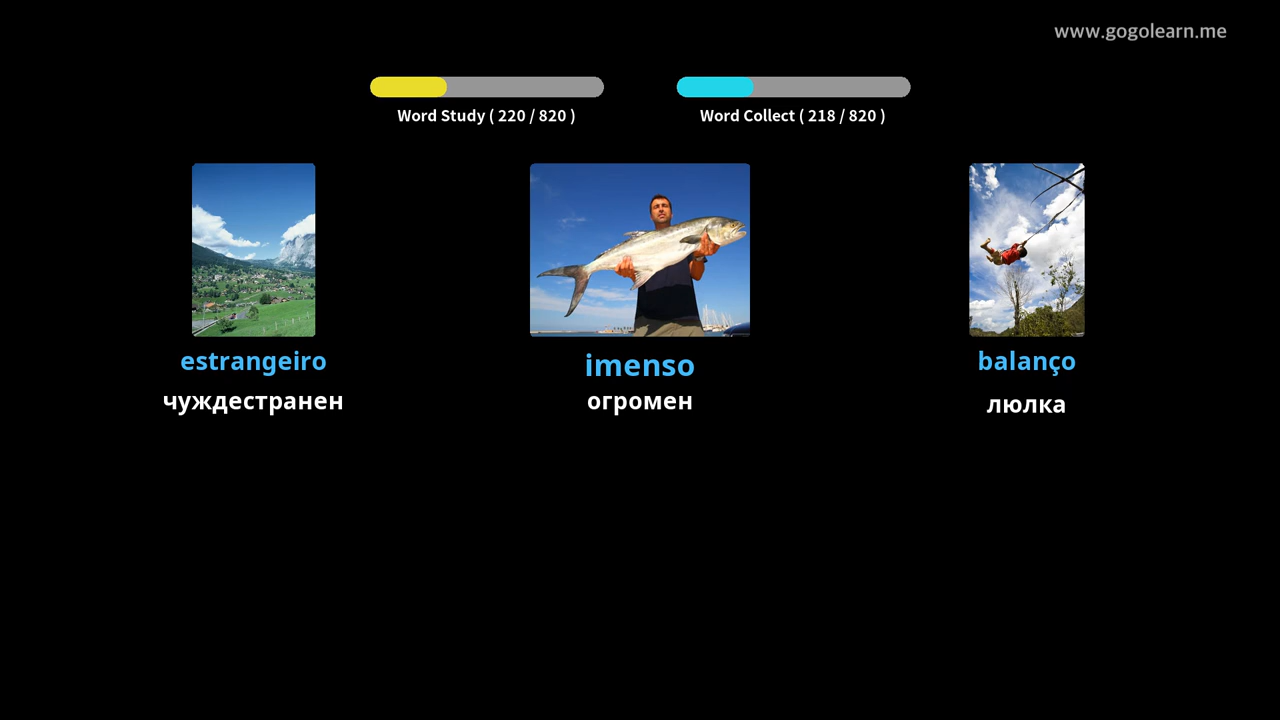 www.gogolearn.me
Word Study ( 220 / 820 )
Word Collect ( 218 / 820 )
estrangeiro
чуждестранен
imenso
огромен
balanço
люлка